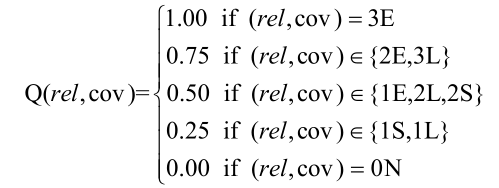 1.00 if (rel,cov) = 3E
0.75 if (rel,cov) ∈ {2E,3L}
Q(rel,cov)= 0.50 if (rel,cov) ∈ {1E,2L,2S}
0.25 if (rel,cov) ∈ {1S,1L}
0.00 if (rel,cov) = 0N